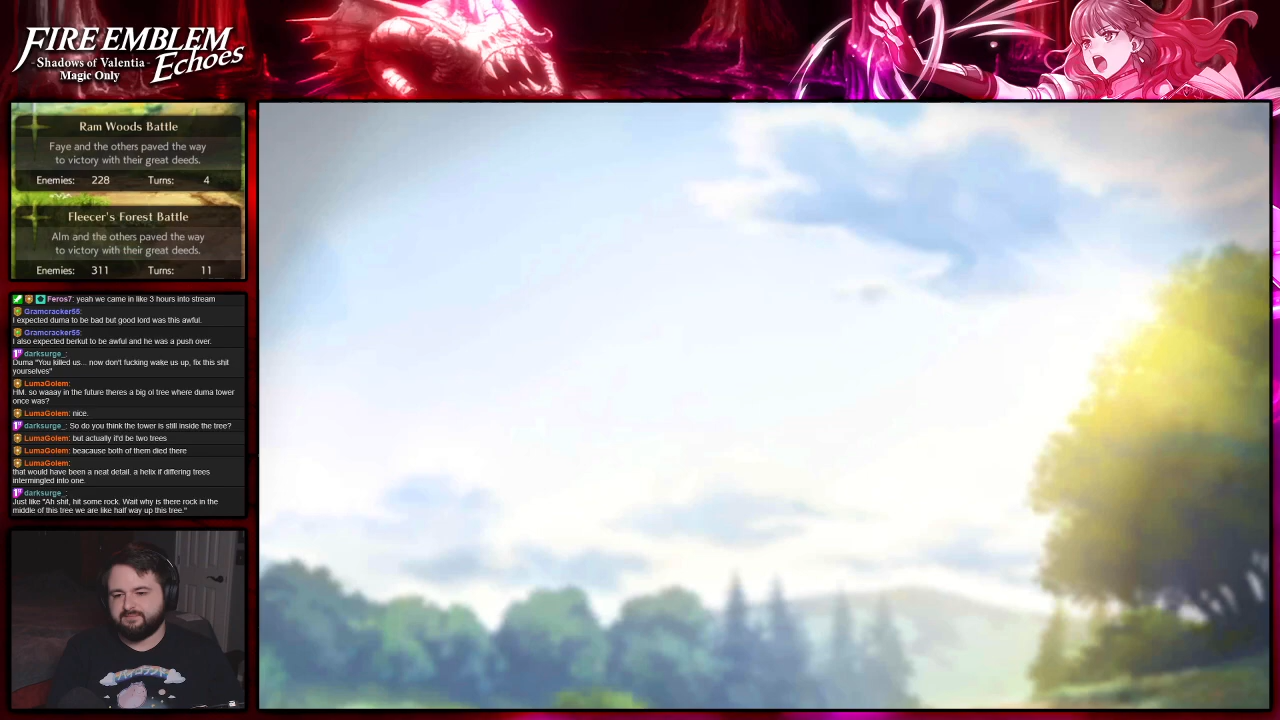 FIRE EMBLEM
Echoes
- Shadows of Valentia -
Magic Only
Ram Woods Battle
Faye and the others paved the way
to victory with their great deeds.
Enemies: 228 Turns: 4
Fleecer's Forest Battle
Alm and the others paved the way
to victory with their great deeds.
Enemies: 311 Turns: 11
Feros7: yeah we came in like 3 hours into stream
Gramcracker55:
I expected duma to be bad but good lord was this awful.
Gramcracker55:
I also expected berkut to be awful and he was a push over.
darksurge_:
Duma "You killed us... now don't fucking wake us up, fix this shit
yourselves"
LumaGolem:
HM. so waaay in the future theres a big ol tree where duma tower
once was?
LumaGolem: nice.
darksurge_: So do you think the tower is still inside the tree?
LumaGolem: but actually it'd be two trees
LumaGolem: beacause both of them died there
LumaGolem:
that would have been a neat detail. a helix if differing trees
intermingled into one.
darksurge_:
Just like "Ah shit, hit some rock. Wait why is there rock in the
middle of this tree we are like half way up this tree."